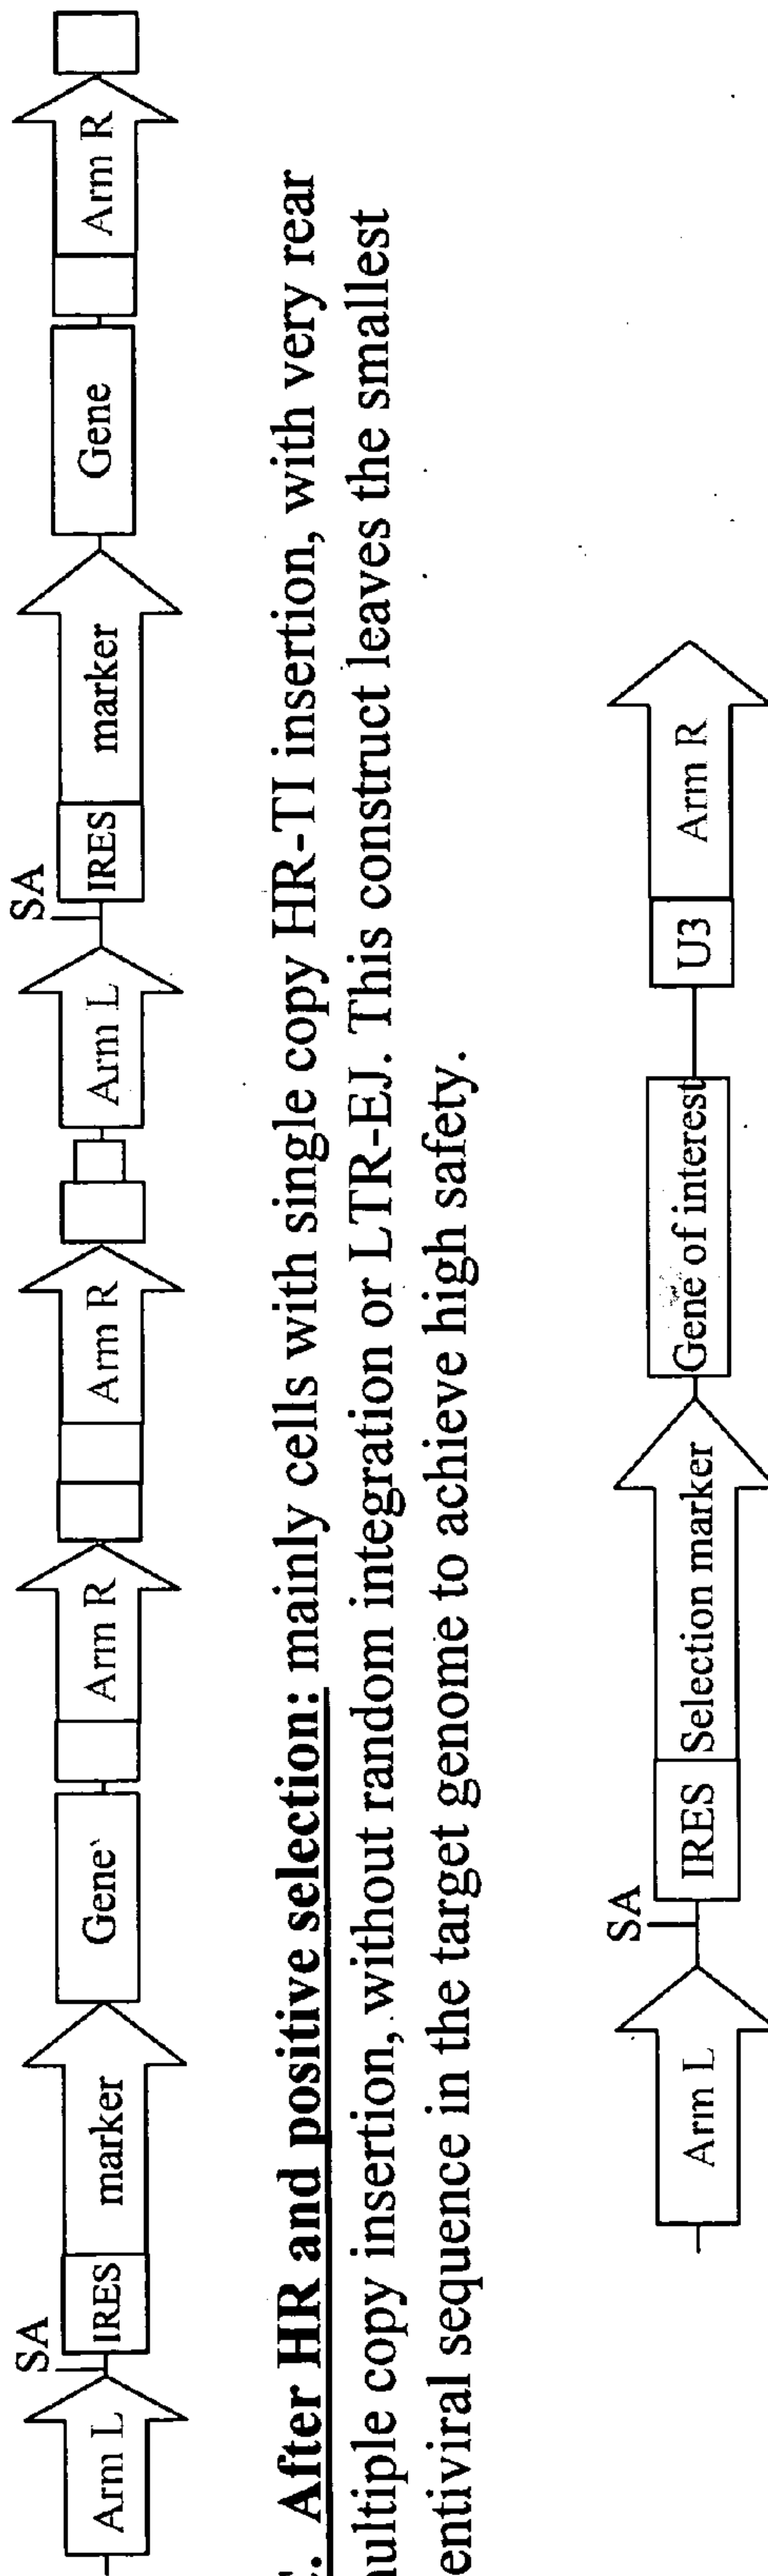 SA SA
Arm L IRES marker Gene Arm R Arm R Arm L IRES marker Gene Arm R
After HR and positive selection: mainly cells with single copy HR-TI insertion, with very rear
ultiple copy insertion, without random integration or LTR-EJ. This construct leaves the smallest
entiviral sequence in the target genome to achieve high safety.
SA
Arm L IRES Selection marker Gene of interest U3 Arm R